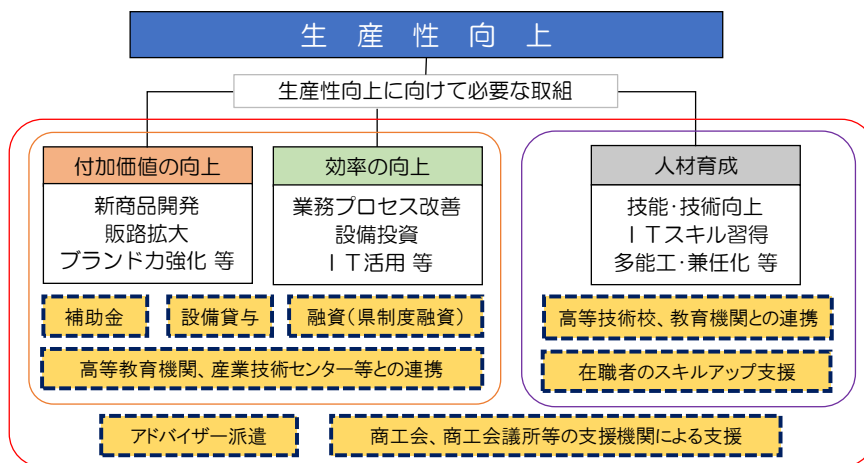 生産性向上
生産性向上に向けて必要な取組
付加価値の向上
新商品開発
販路拡大
ブランド力強化 等
効率の向上
業務プロセス改善
設備投資
ＩＴ活用 等
人材育成
技能・技術向上
ＩＴスキル習得
多能工・兼任化 等
補助金
設備貸与
融資（県制度融資）
高等教育機関、産業技術センター等との連携
高等技術校、教育機関との連携
在職者のスキルアップ支援
アドバイザー派遣
商工会、商工会議所等の支援機関による支援